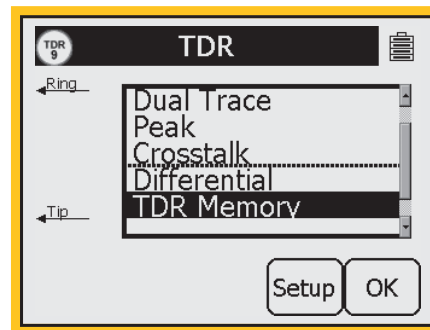 TDR
9
TDR
Ring
Dual Trace
Peak
Crosstalk
Differential
TDR Memory
Tip
Setup
OK